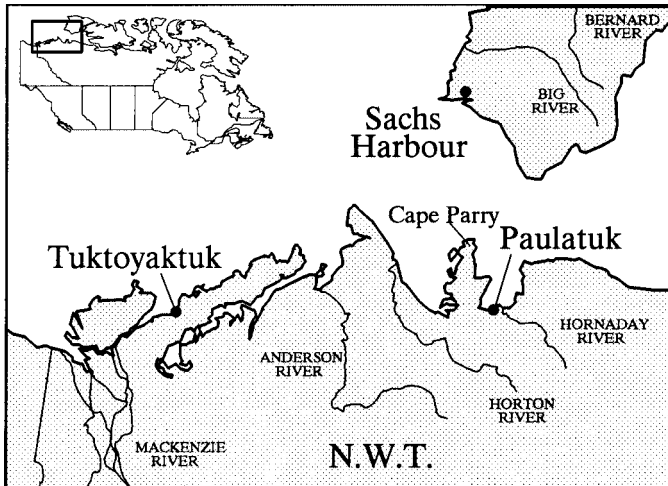 BERNARD
RIVER
BIG
RIVER
Sachs
Harbour
Cape Parry
Paulatuk
Tuktoyaktuk
HORNADAY
RIVER
ANDERSON
RIVER
HORTON
RIVER
MACKENZIE
RIVER
N.W.T.